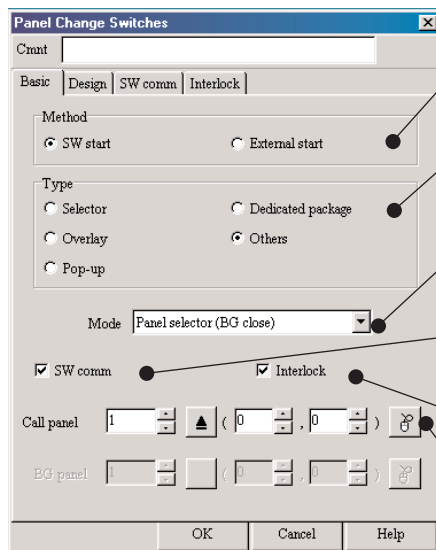 Panel Change Switches
Cmnt
Basic Design SW comm Interlock
Method
SW start External start
Type
Selector Dedicated package
Overlay Others
Pop-up
Mode Panel selector (BG close)
SW comm Interlock
Call panel 1 ( 0 , 0 )
BG panel 1 ( 0 , 0 )
OK Cancel Help